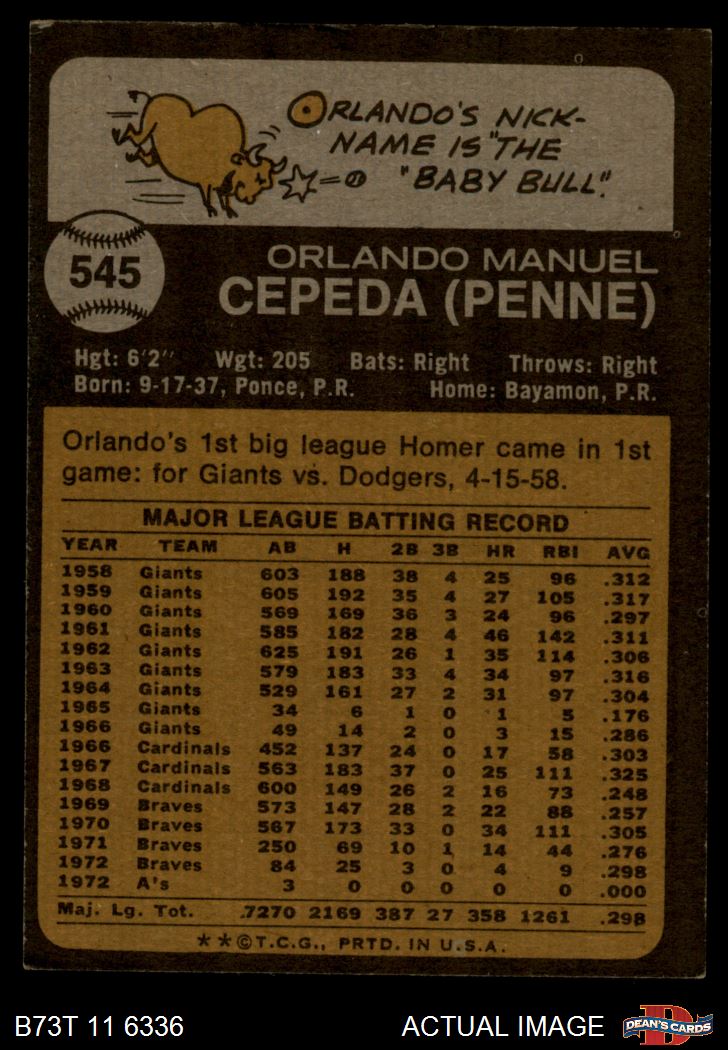 ORLANDO'S NICK-
NAME IS "THE
"BABY BULL".
545
ORLANDO MANUEL
CEPEDA (PENNE)
Hgt: 6'2" Wgt: 205 Bats: Right Throws: Right
Born: 9-17-37, Ponce, P.R. Home: Bayamon, P.R.
Orlando's 1st big league Homer came in 1st
game: for Giants vs. Dodgers, 4-15-58.
MAJOR LEAGUE BATTING RECORD
YEAR TEAM AB H 2B 3B HR RBI AVG
1958 Giants 603 188 38 4 25 96 .312
1959 Giants 605 192 35 4 27 105 .317
1960 Giants 569 169 36 3 24 96 .297
1961 Giants 585 182 28 4 46 142 .311
1962 Giants 625 191 26 1 35 114 .306
1963 Giants 579 183 33 4 34 97 .316
1964 Giants 529 161 27 2 31 97 .304
1965 Giants 34 6 1 0 1 5 .176
1966 Giants 49 14 2 0 3 15 .286
1966 Cardinals 452 137 24 0 17 58 .303
1967 Cardinals 563 183 37 0 25 111 .325
1968 Cardinals 600 149 26 2 16 73 .248
1969 Braves 573 147 28 2 22 88 .257
1970 Braves 567 173 33 0 34 111 .305
1971 Braves 250 69 10 1 14 44 .276
1972 Braves 84 25 3 0 4 9 .298
1972 A's 3 0 0 0 0 0 .000
Maj. Lg. Tot. .7270 2169 387 27 358 1261 .298
**©T.C.G., PRTD. IN U.S.A.
B73T 11 6336 ACTUAL IMAGE DEAN'S CARDS